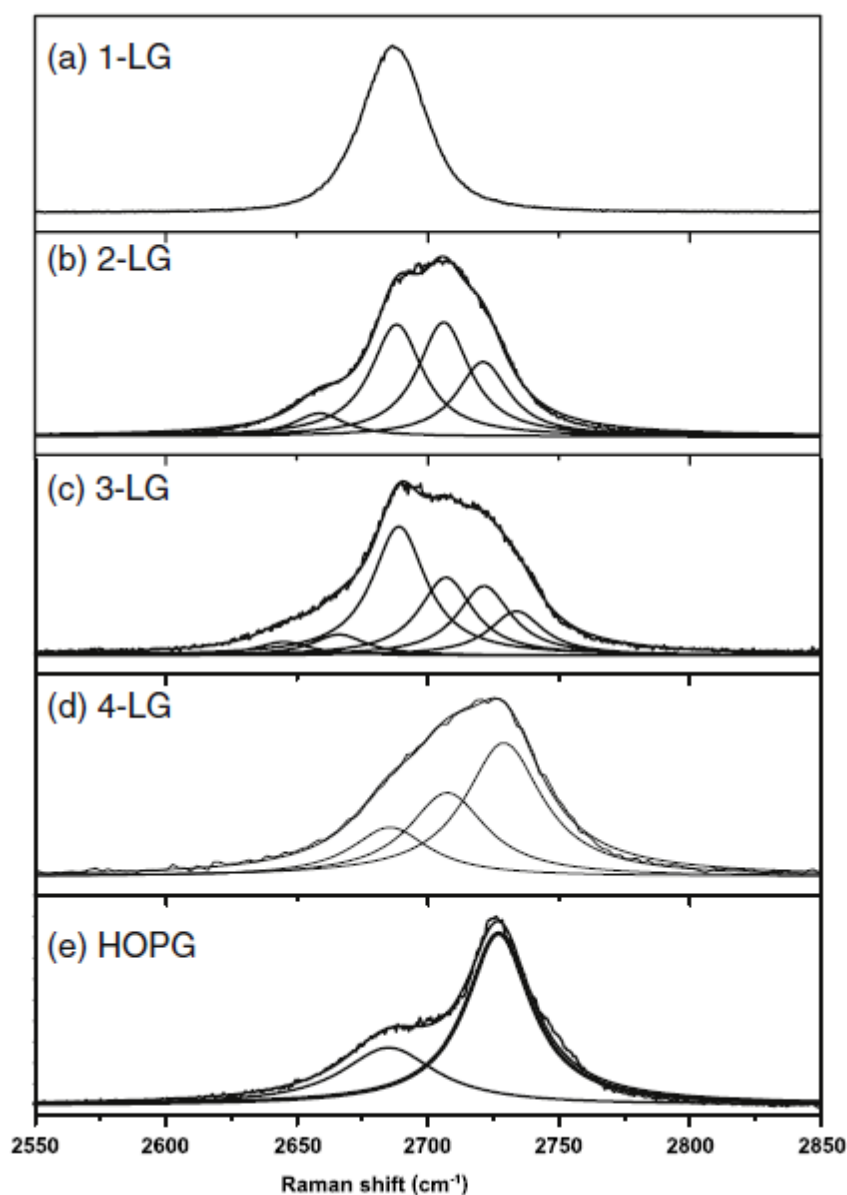 (a) 1-LG
(b) 2-LG
(c) 3-LG
(d) 4-LG
(e) HOPG
2550 2600 2650 2700 2750 2800 2850
Raman shift (cm⁻¹)